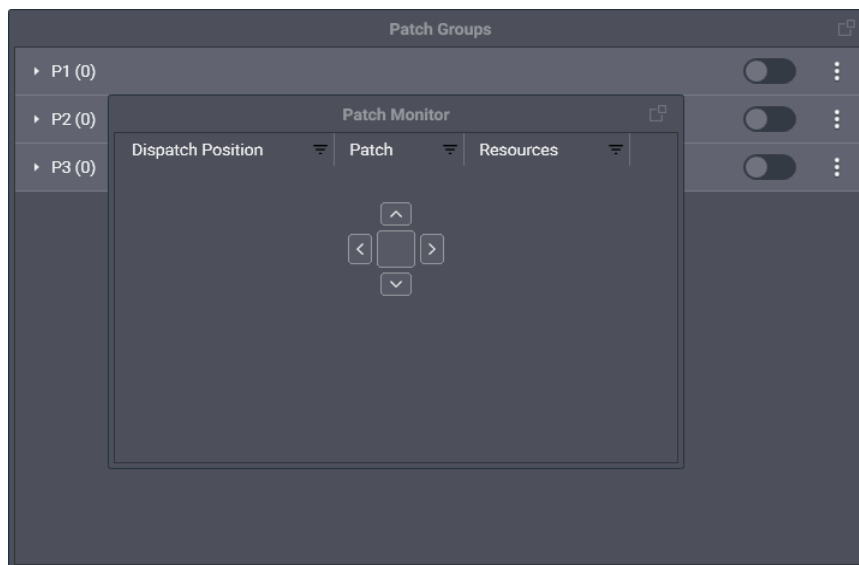 Patch Groups
P1 (0)
P2 (0)
P3 (0)
Patch Monitor
Dispatch Position Patch Resources